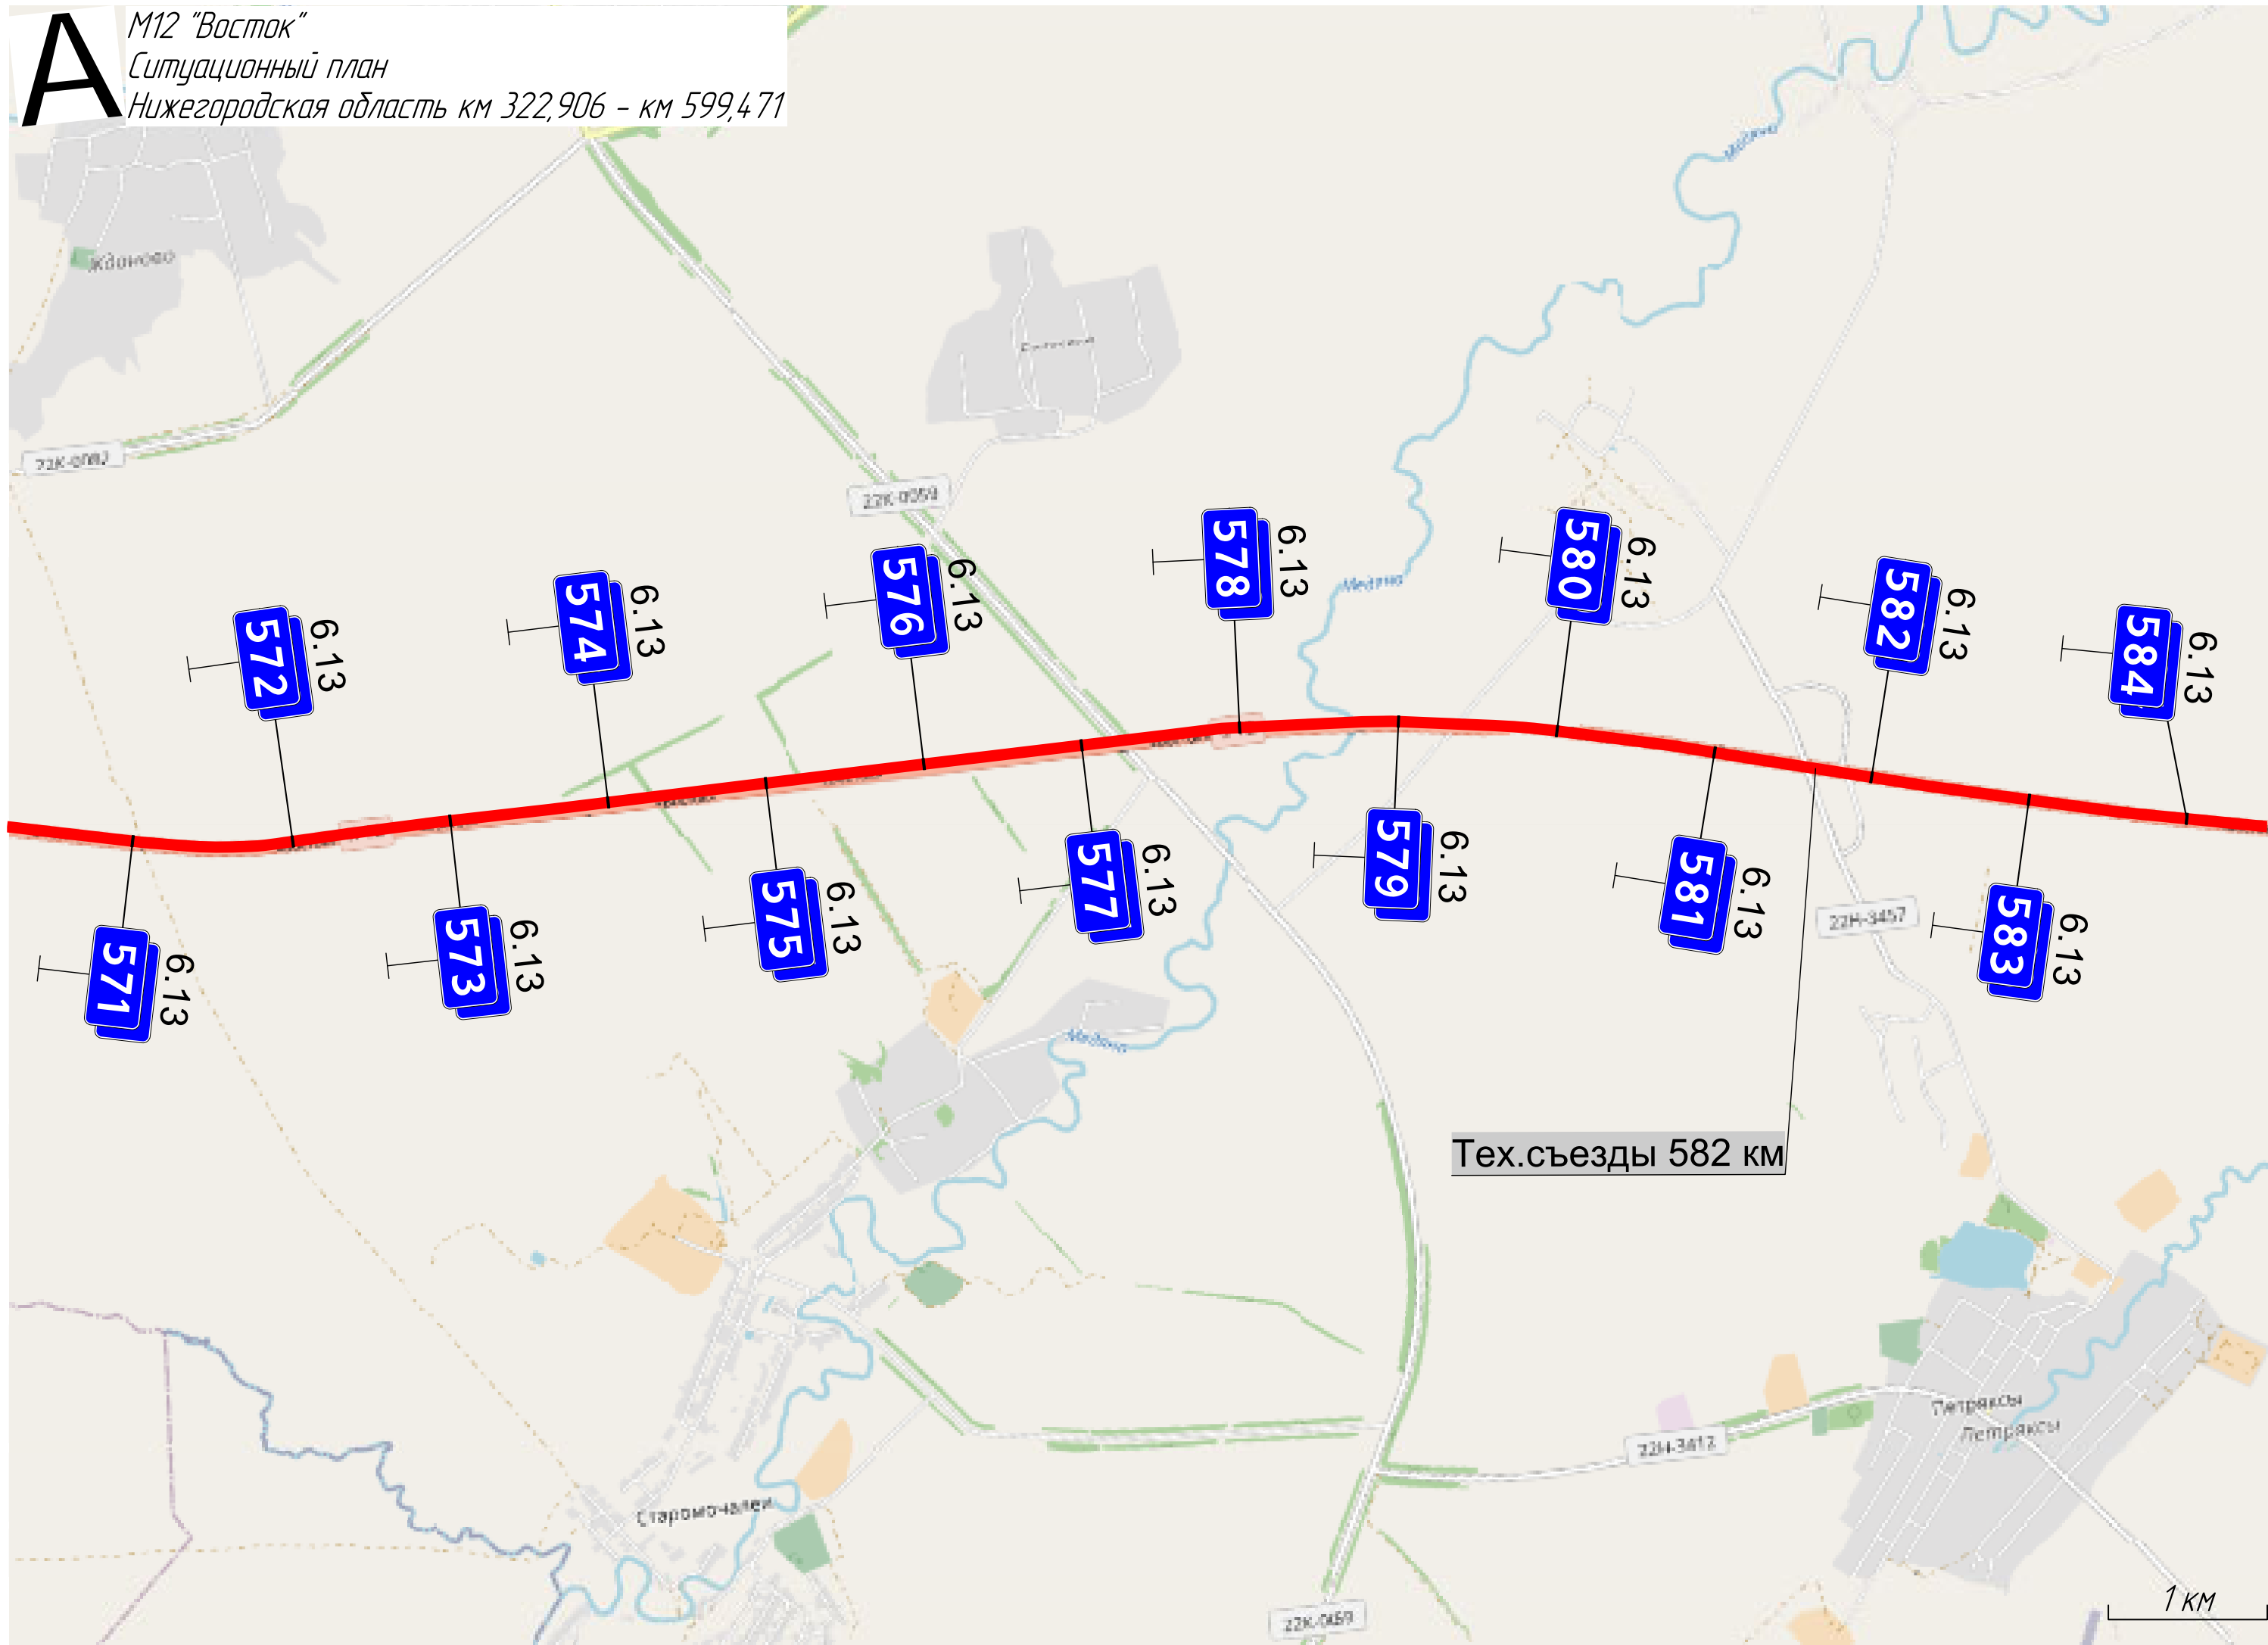 А
М12 "Восток"
Ситуационный план
Нижегородская область км 322,906 - км 599,471
Медяна
Ждановo
22К-0082
22К-0059
572
6.13
574
6.13
576
6.13
578
6.13
580
6.13
582
6.13
584
6.13
Медяна
571
6.13
573
6.13
575
6.13
577
6.13
579
6.13
581
6.13
583
6.13
22Н-3457
Медяна
Тех.съезды 582 км
Петряксы
Петряксы
22Н-3412
Старомочалеи
22К-0059
1 км